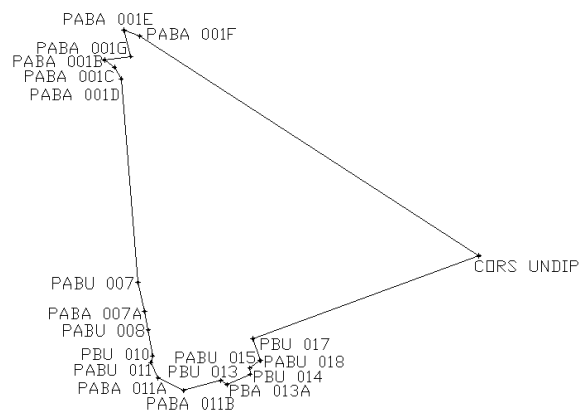 PABA 001E
PABA 001F
PABA 001G
PABA 001B
PABA 001C
PABA 001D
CORS UNDIP
PABU 007
PABA 007A
PABU 008
PBU 017
PBU 010
PABU 015
PABU 018
PABU 011
PBU 013
PBU 014
PABA 011A
PBA 013A
PABA 011B